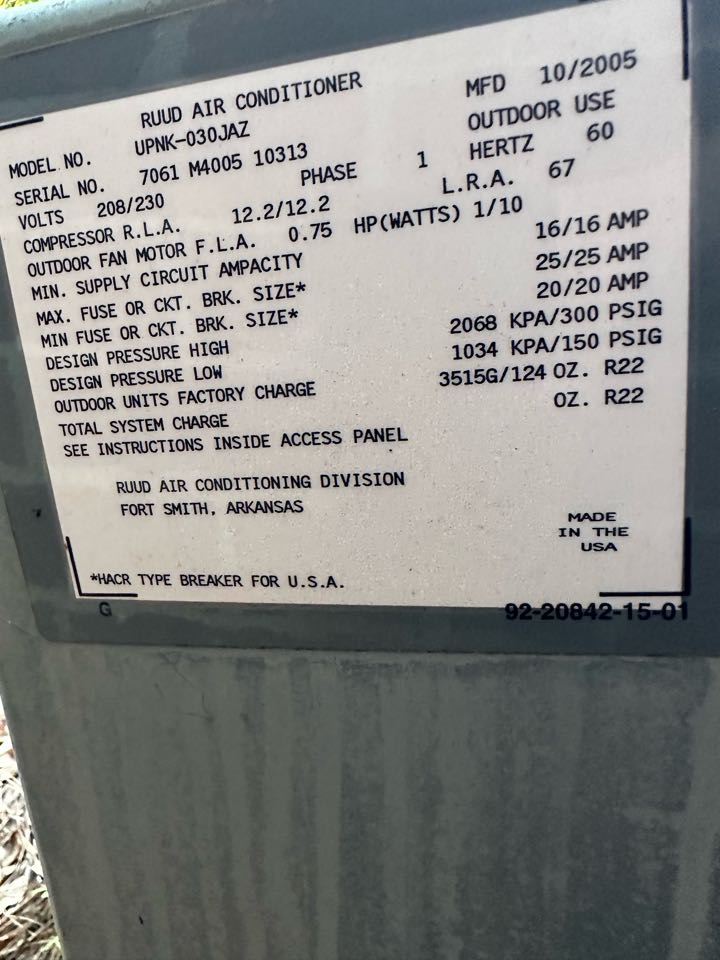 RUUD AIR CONDITIONER MFD 10/2005
MODEL NO. UPNK-030JAZ OUTDOOR USE
SERIAL NO. 7061 M4005 10313 HERTZ 60
VOLTS 208/230 PHASE 1
COMPRESSOR R.L.A. 12.2/12.2 L.R.A. 67
OUTDOOR FAN MOTOR F.L.A. 0.75 HP(WATTS) 1/10
MIN. SUPPLY CIRCUIT AMPACITY 16/16 AMP
MAX. FUSE OR CKT. BRK. SIZE* 25/25 AMP
MIN FUSE OR CKT. BRK. SIZE* 20/20 AMP
DESIGN PRESSURE HIGH 2068 KPA/300 PSIG
DESIGN PRESSURE LOW 1034 KPA/150 PSIG
OUTDOOR UNITS FACTORY CHARGE 3515G/124 OZ. R22
TOTAL SYSTEM CHARGE OZ. R22
SEE INSTRUCTIONS INSIDE ACCESS PANEL
RUUD AIR CONDITIONING DIVISION
FORT SMITH, ARKANSAS
MADE
IN THE
USA
*HACR TYPE BREAKER FOR U.S.A.
G 92-20842-15-01